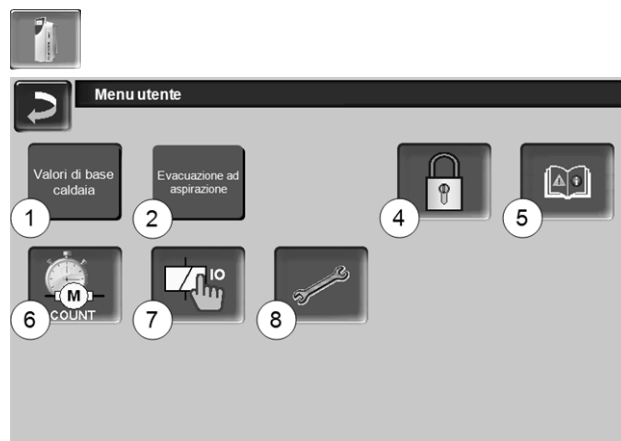 Menu utente
Valori di base
caldaia
Evacuazione ad
aspirazione
1
2
4
5
M
COUNT
IO
6
7
8